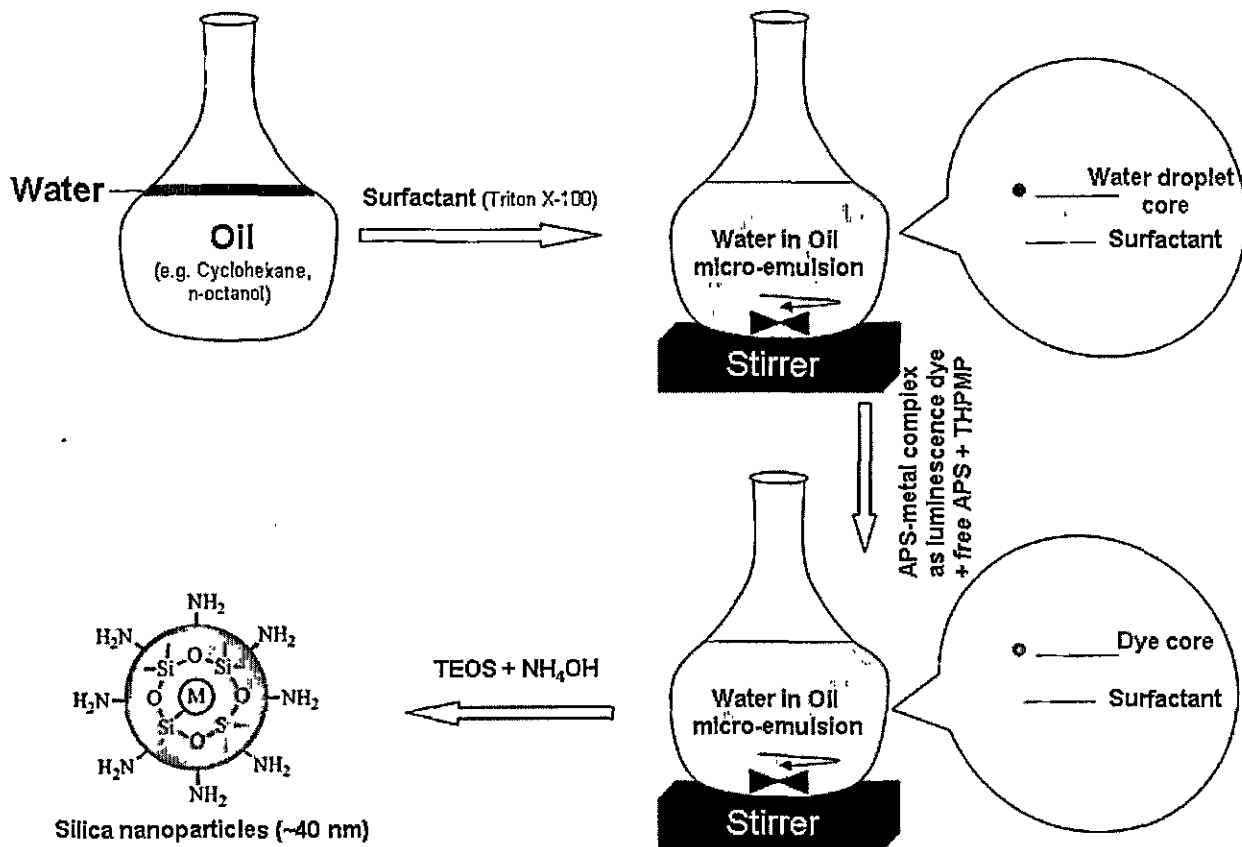 Water
Oil
(e.g. Cyclohexane,
n-octanol)
Surfactant (Triton X-100)
Water in Oil
micro-emulsion
Stirrer
Water droplet
core
Surfactant
APS-metal complex
as luminescence dye
+ free APS + THPMP
Water in Oil
micro-emulsion
Stirrer
Dye core
Surfactant
TEOS + NH₄OH
NH₂
H₂N
NH₂
Si
O
Si
H₂N
O
M
O
NH₂
Si
O
S
H₂N
NH₂
NH₂
Silica nanoparticles (~40 nm)